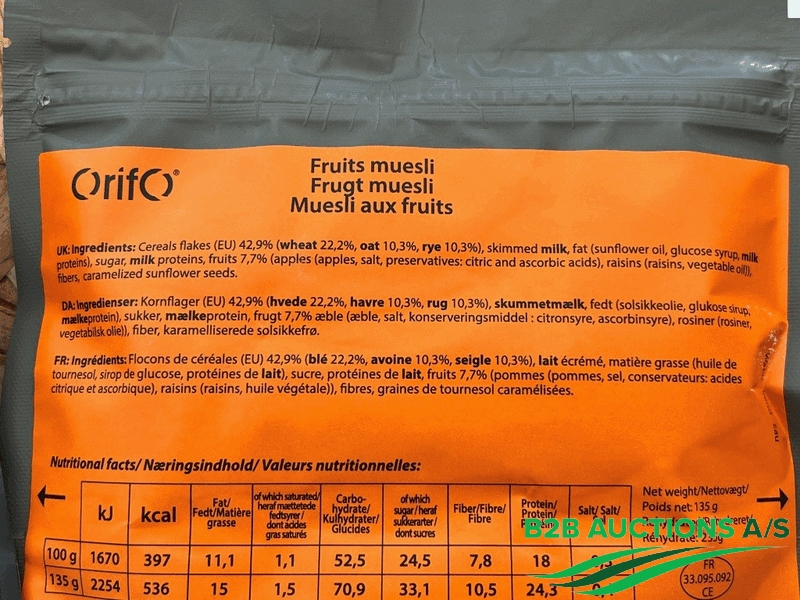 OrifO®
Fruits muesli
Frugt muesli
Muesli aux fruits
UK: Ingredients: Cereals flakes (EU) 42,9% (wheat 22,2%, oat 10,3%, rye 10,3%), skimmed milk, fat (sunflower oil, glucose syrup, milk
proteins), sugar, milk proteins, fruits 7,7% (apples (apples, salt, preservatives: citric and ascorbic acids), raisins (raisins, vegetable oil)),
fibers, caramelized sunflower seeds.
DA: Ingredienser: Kornflager (EU) 42,9% (hvede 22,2%, havre 10,3%, rug 10,3%), skummetmælk, fedt (solsikkeolie, glukose sirup,
mælkeprotein), sukker, mælkeprotein, frugt 7,7% æble (æble, salt, konserveringsmiddel : citronsyre, ascorbinsyre), rosiner (rosiner,
vegetabilsk olie)), fiber, karamelliserede solsikkefrø.
FR: Ingrédients: Flocons de céréales (EU) 42,9% (blé 22,2%, avoine 10,3%, seigle 10,3%), lait écrémé, matière grasse (huile de
tournesol, sirop de glucose, protéines de lait), sucre, protéines de lait, fruits 7,7% (pommes (pommes, sel, conservateurs: acides
citrique et ascorbique), raisins (raisins, huile végétale)), fibres, graines de tournesol caramélisées.
Nutritional facts/ Næringsindhold/ Valeurs nutritionnelles:
kJ
kcal
Fat/
Fedt/Matière
grasse
of which saturated/
heraf mættetede
fedtsyrer/
dont acides
gras saturés
Carbo-
hydrate/
Kulhydrater/
Glucides
of which
sugar / heraf
sukkerarter/
dont sucres
Fiber/Fibre/
Fibre
Protein/
Protein/
Salt/ Salt/
100 g 1670 397 11,1 1,1 52,5 24,5 7,8 18
135 g 2254 536 15 1,5 70,9 33,1 10,5 24,3
Net weight/Nettovægt/
Poids net: 135 g
Réhydraté: 255g
FR
33.095.092
CE
B2B AUCTIONS A/S